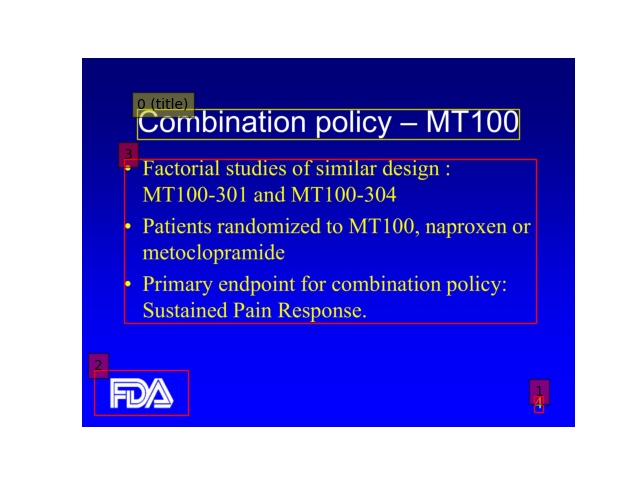 0 (title)
Combination policy – MT100
3
• Factorial studies of similar design :
MT100-301 and MT100-304
• Patients randomized to MT100, naproxen or
metoclopramide
• Primary endpoint for combination policy:
Sustained Pain Response.
2
FDA
1
4